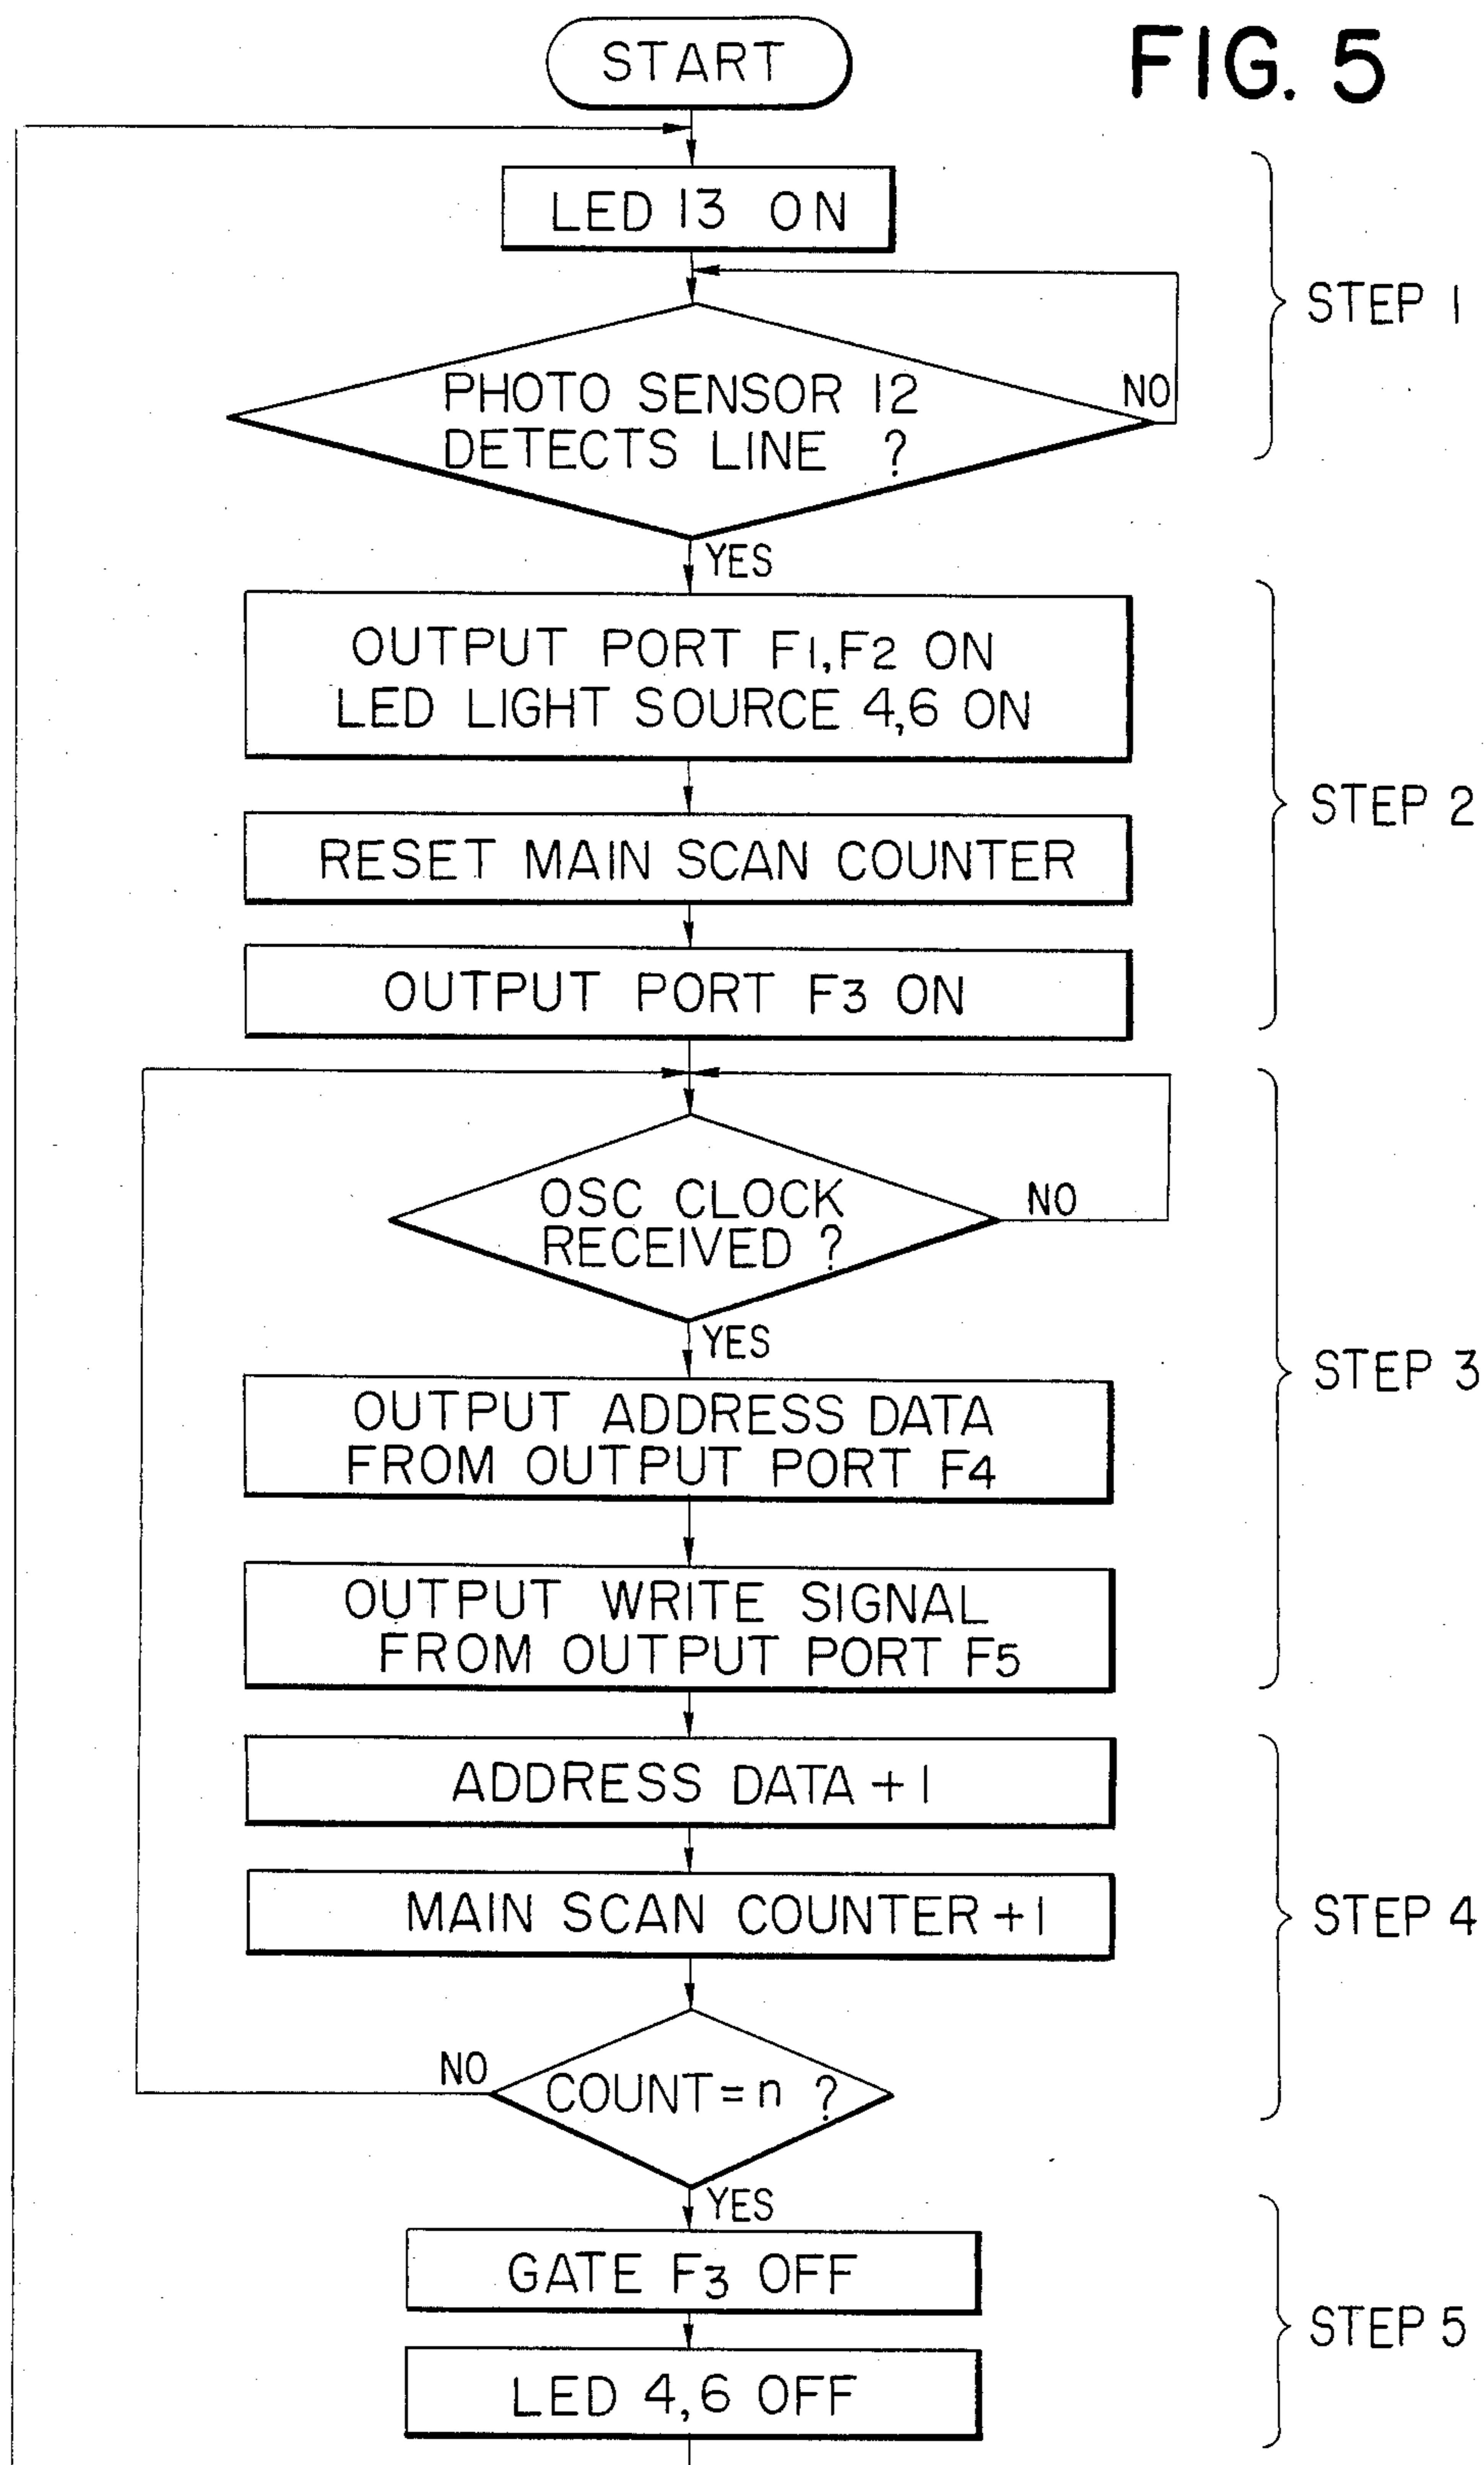 START
FIG. 5
LED 13 ON
STEP 1
PHOTO SENSOR 12
DETECTS LINE ?
NO
YES
OUTPUT PORT F1,F2 ON
LED LIGHT SOURCE 4,6 ON
STEP 2
RESET MAIN SCAN COUNTER
OUTPUT PORT F3 ON
OSC CLOCK
RECEIVED ?
NO
YES
STEP 3
OUTPUT ADDRESS DATA
FROM OUTPUT PORT F4
OUTPUT WRITE SIGNAL
FROM OUTPUT PORT F5
ADDRESS DATA +1
MAIN SCAN COUNTER +1
STEP 4
NO
COUNT=n ?
YES
GATE F3 OFF
STEP 5
LED 4,6 OFF